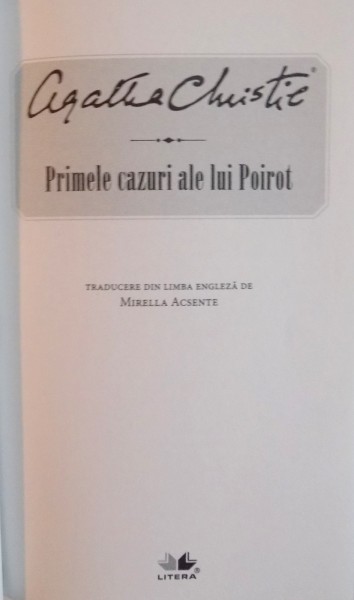 Agatha Christie®
Primele cazuri ale lui Poirot
TRADUCERE DIN LIMBA ENGLEZĂ DE
MIRELLA ACSENTE
LITERA®